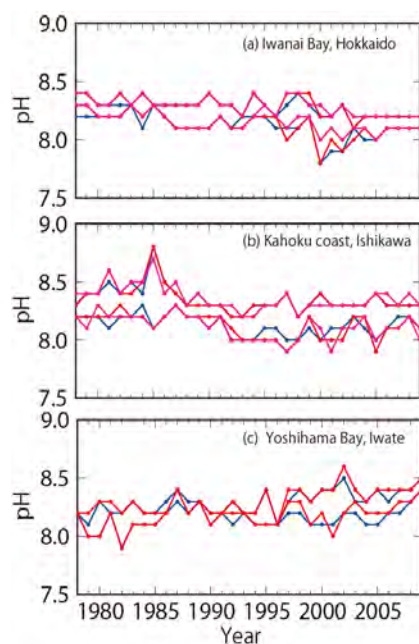 9.0
(a) Iwanai Bay, Hokkaido
8.5
pH
8.0
7.5
9.0
(b) Kahoku coast, Ishikawa
8.5
pH
8.0
7.5
9.0
(c) Yoshihama Bay, Iwate
8.5
pH
8.0
7.5
1980 1985 1990 1995 2000 2005
Year